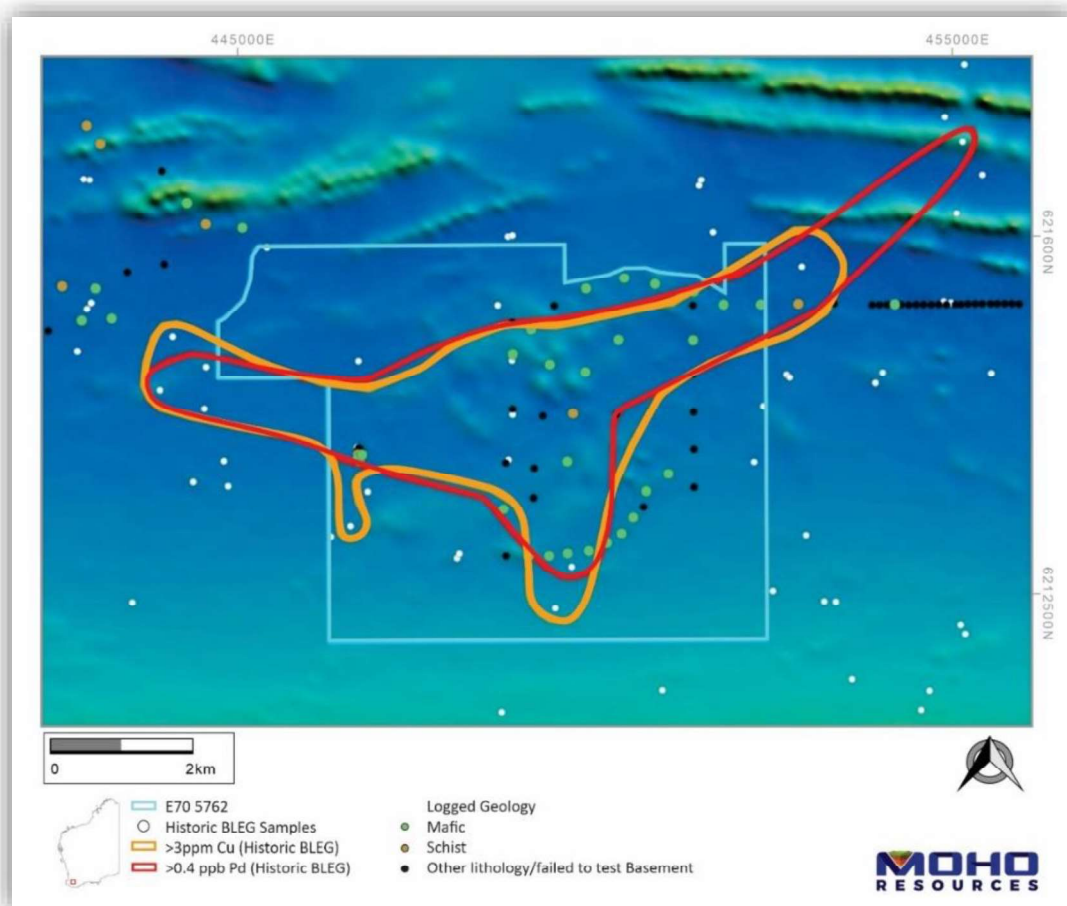 445000E
455000E
621600N
6212500N
0
2km
E70 5762
Historic BLEG Samples
>3ppm Cu (Historic BLEG)
>0.4 ppb Pd (Historic BLEG)
Logged Geology
Mafic
Schist
Other lithology/failed to test Basement
MOHO
RESOURCES